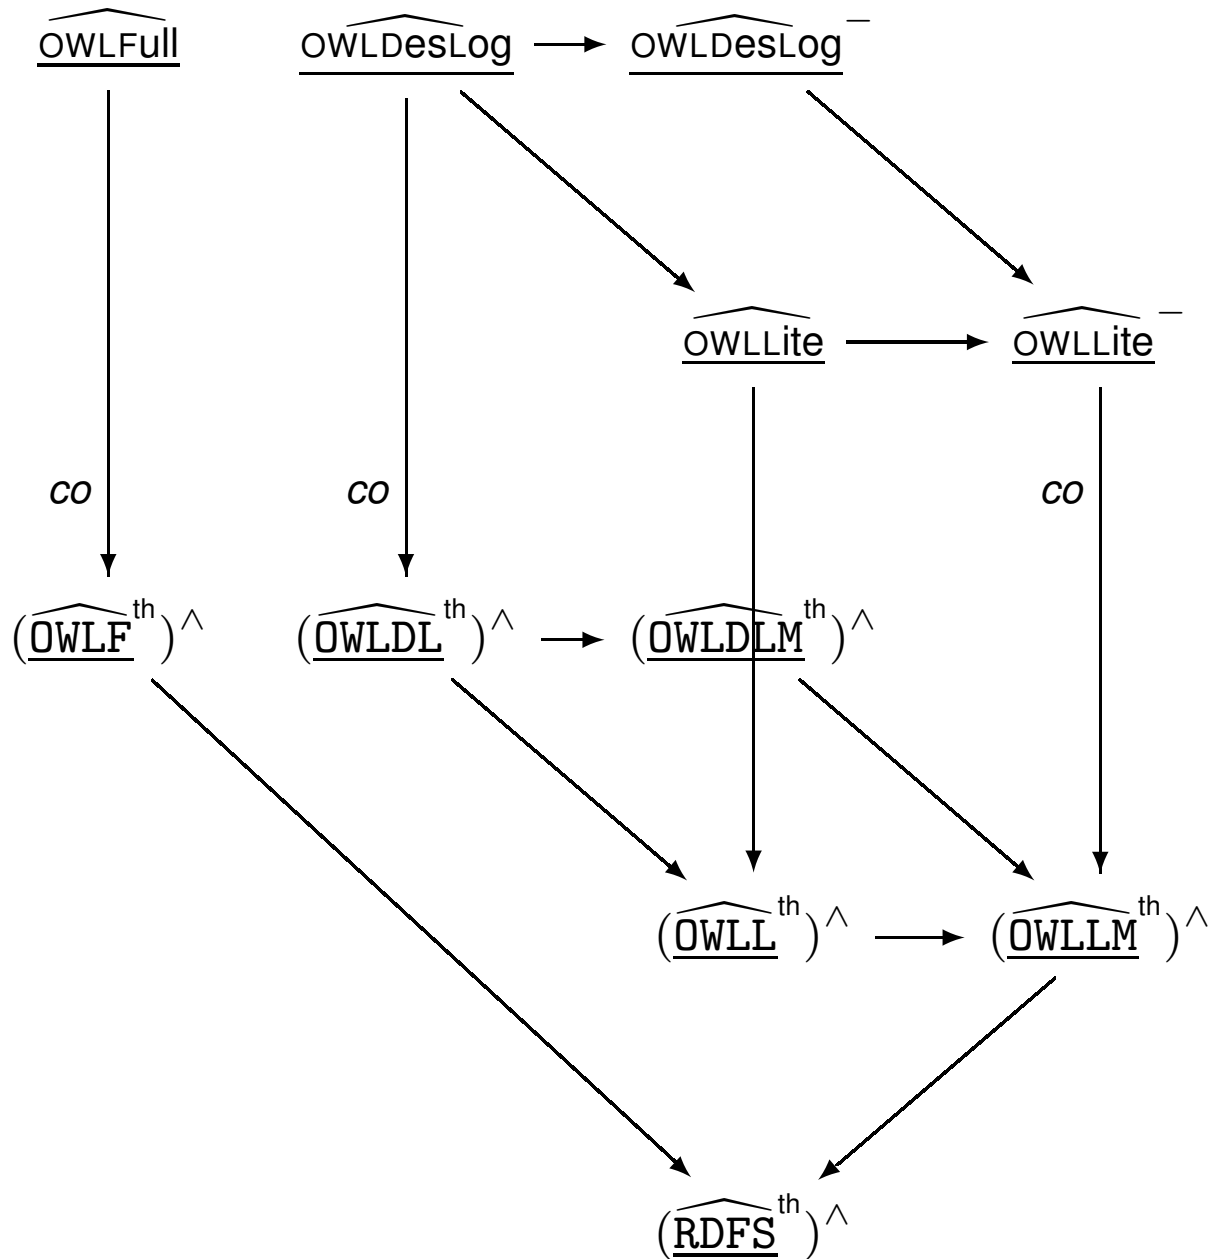 OWLFull OWLDesLog OWLDesLog⁻
OWLLite OWLLite⁻
co co co
(OWLF^th)^∧ (OWLDL^th)^∧ (OWLDLM^th)^∧
(OWLL^th)^∧ (OWLLM^th)^∧
(RDFS^th)^∧